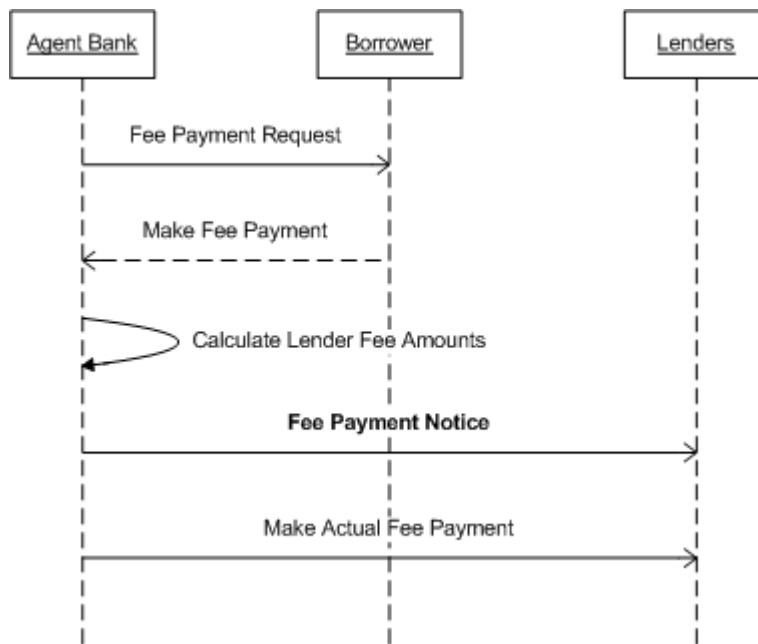 Agent Bank
Borrower
Lenders
Fee Payment Request
Make Fee Payment
Calculate Lender Fee Amounts
Fee Payment Notice
Make Actual Fee Payment